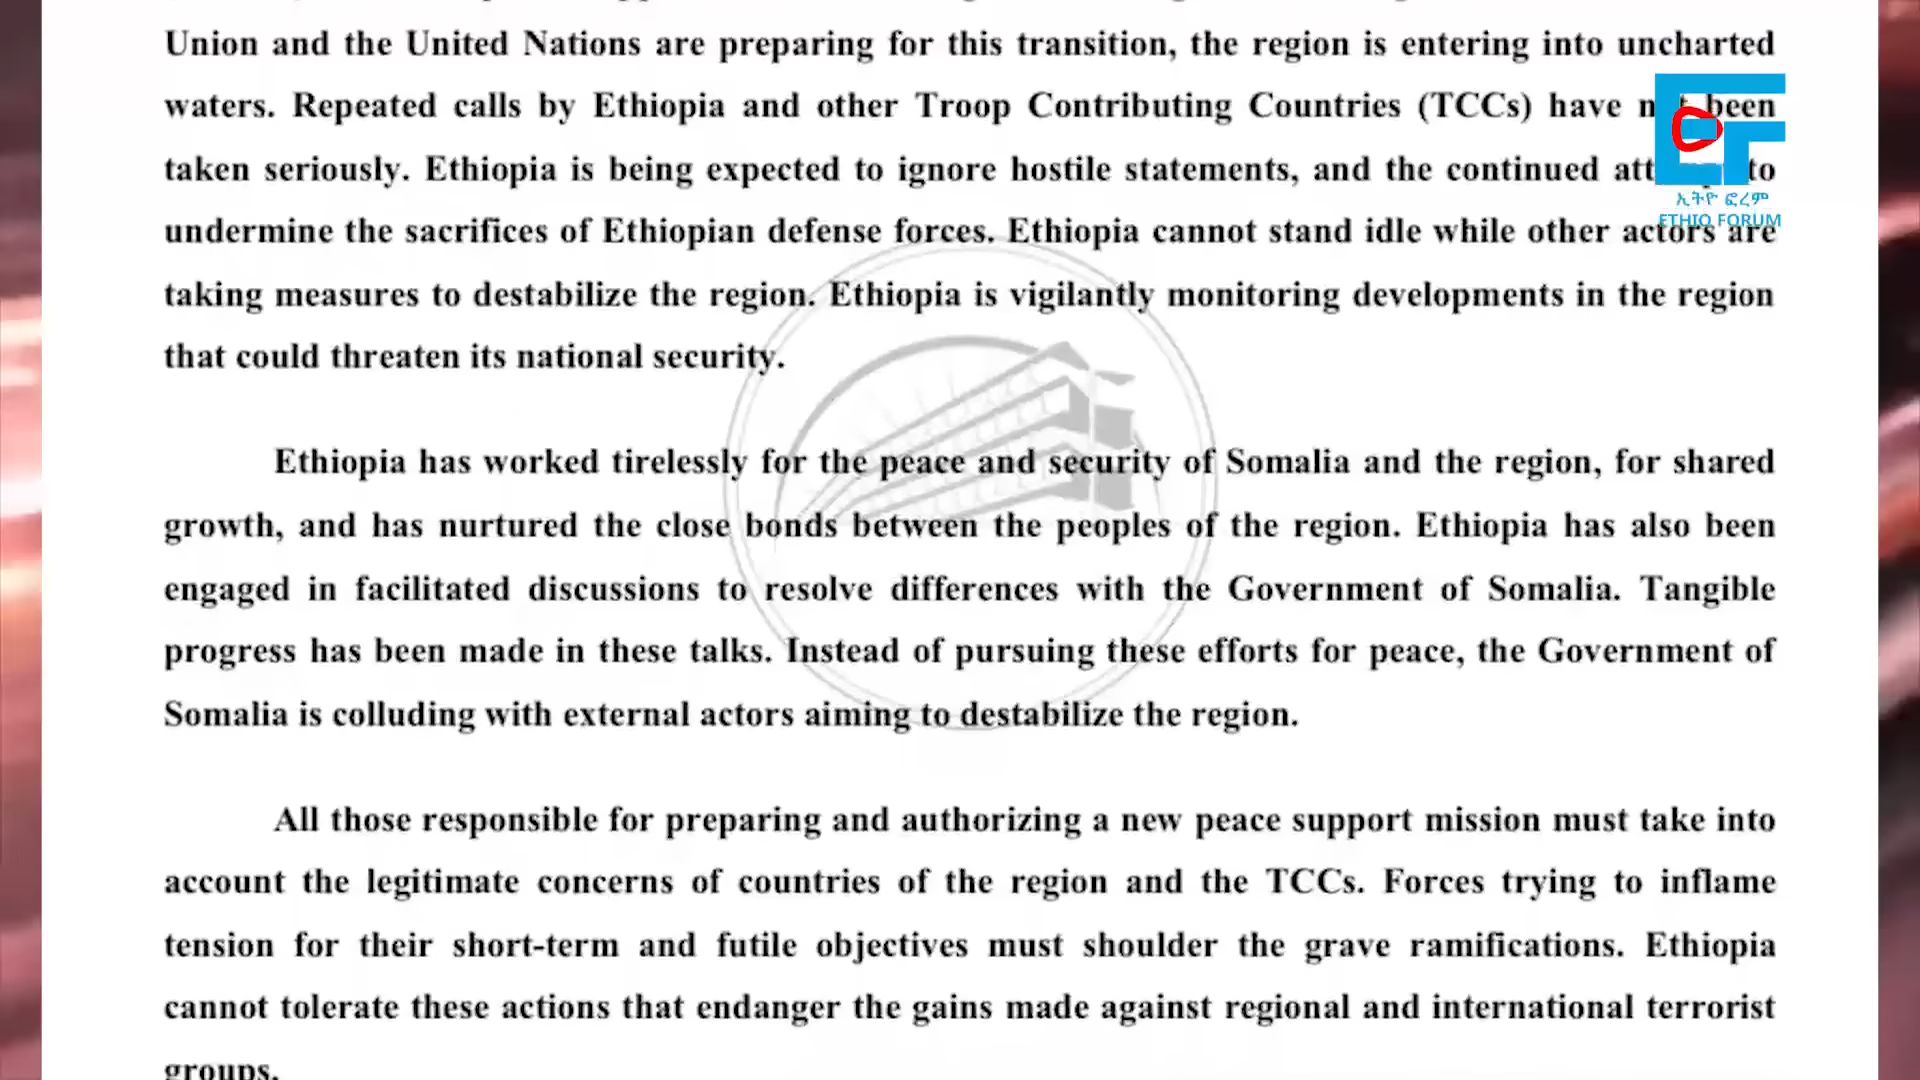 Union and the United Nations are preparing for this transition, the region is entering into uncharted
waters. Repeated calls by Ethiopia and other Troop Contributing Countries (TCCs) have been
taken seriously. Ethiopia is being expected to ignore hostile statements, and the continued to
undermine the sacrifices of Ethiopian defense forces. Ethiopia cannot stand idle while other actors are
taking measures to destabilize the region. Ethiopia is vigilantly monitoring developments in the region
that could threaten its national security.
Ethiopia has worked tirelessly for the peace and security of Somalia and the region, for shared
growth, and has nurtured the close bonds between the peoples of the region. Ethiopia has also been
engaged in facilitated discussions to resolve differences with the Government of Somalia. Tangible
progress has been made in these talks. Instead of pursuing these efforts for peace, the Government of
Somalia is colluding with external actors aiming to destabilize the region.
All those responsible for preparing and authorizing a new peace support mission must take into
account the legitimate concerns of countries of the region and the TCCs. Forces trying to inflame
tension for their short-term and futile objectives must shoulder the grave ramifications. Ethiopia
cannot tolerate these actions that endanger the gains made against regional and international terrorist
groups.
EF
ኢትዮ ፎረም
ETHIO FORUM